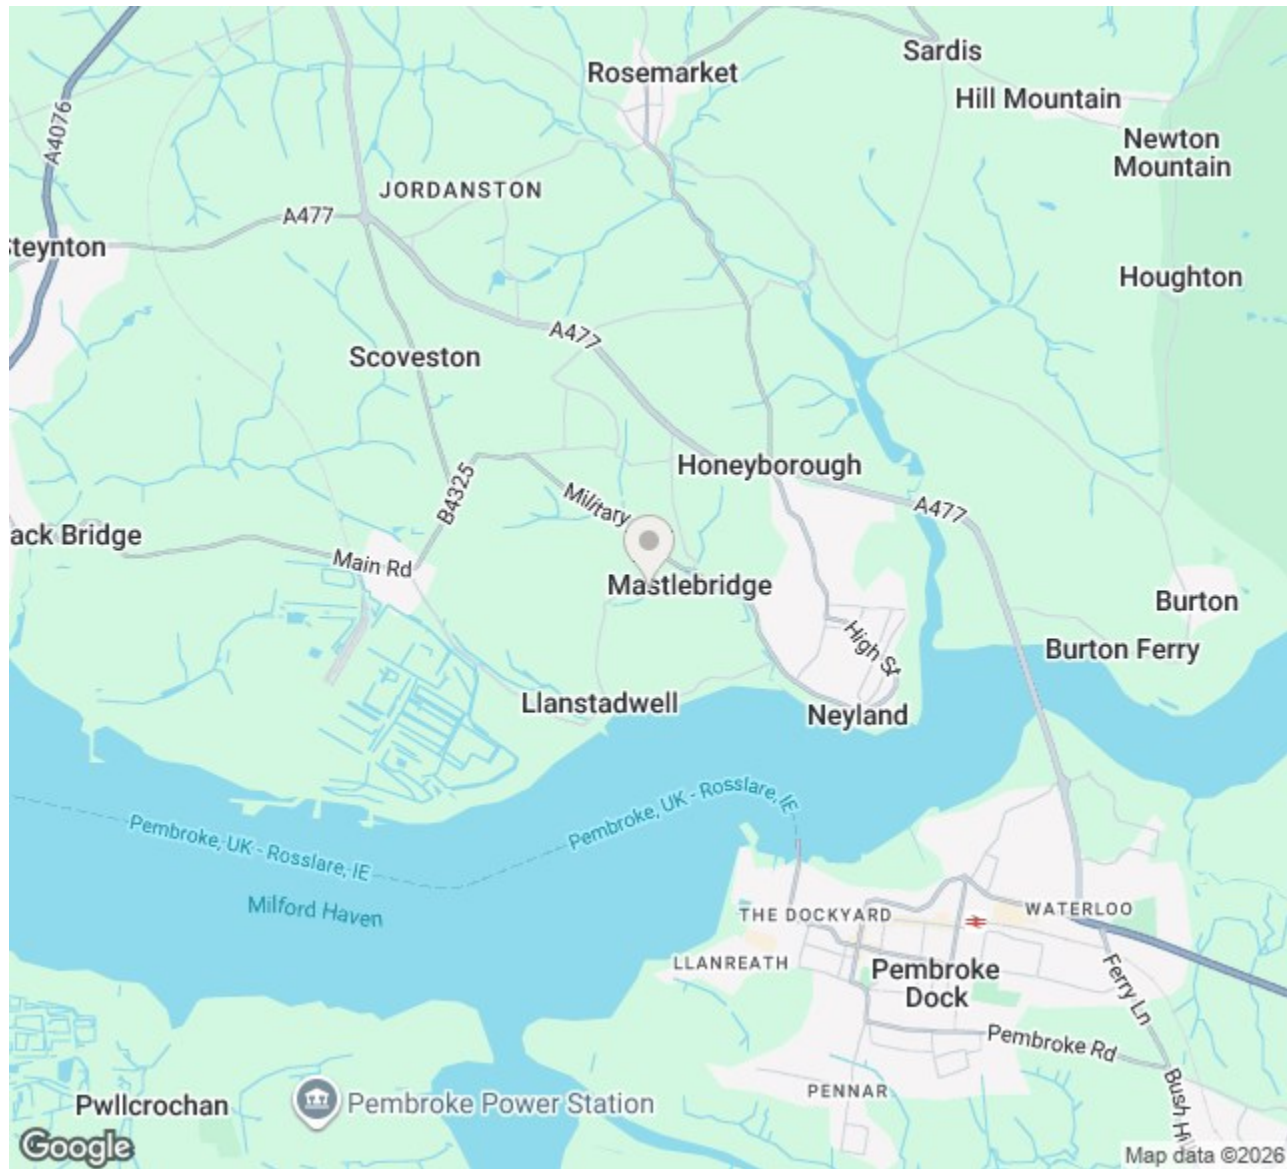 Sardis
Rosemarket
Hill Mountain
A4076
Newton
Mountain
JORDANSTON
A477
Steynton
Houghton
A477
Scoveston
Honeyborough
B4325
Military
A477
ack Bridge
Main Rd
Mastlebridge
Burton
High St
Burton Ferry
Llanstadwell
Neyland
Pembroke, UK - Rosslare, IE
Pembroke, UK - Rosslare, IE
Milford Haven
THE DOCKYARD
WATERLOO
LLANREATH
Pembroke
Dock
Ferry Ln
Pembroke Rd
PENNAR
Bush Hil
Pwllcrochan
Pembroke Power Station
Google
Map data ©2026